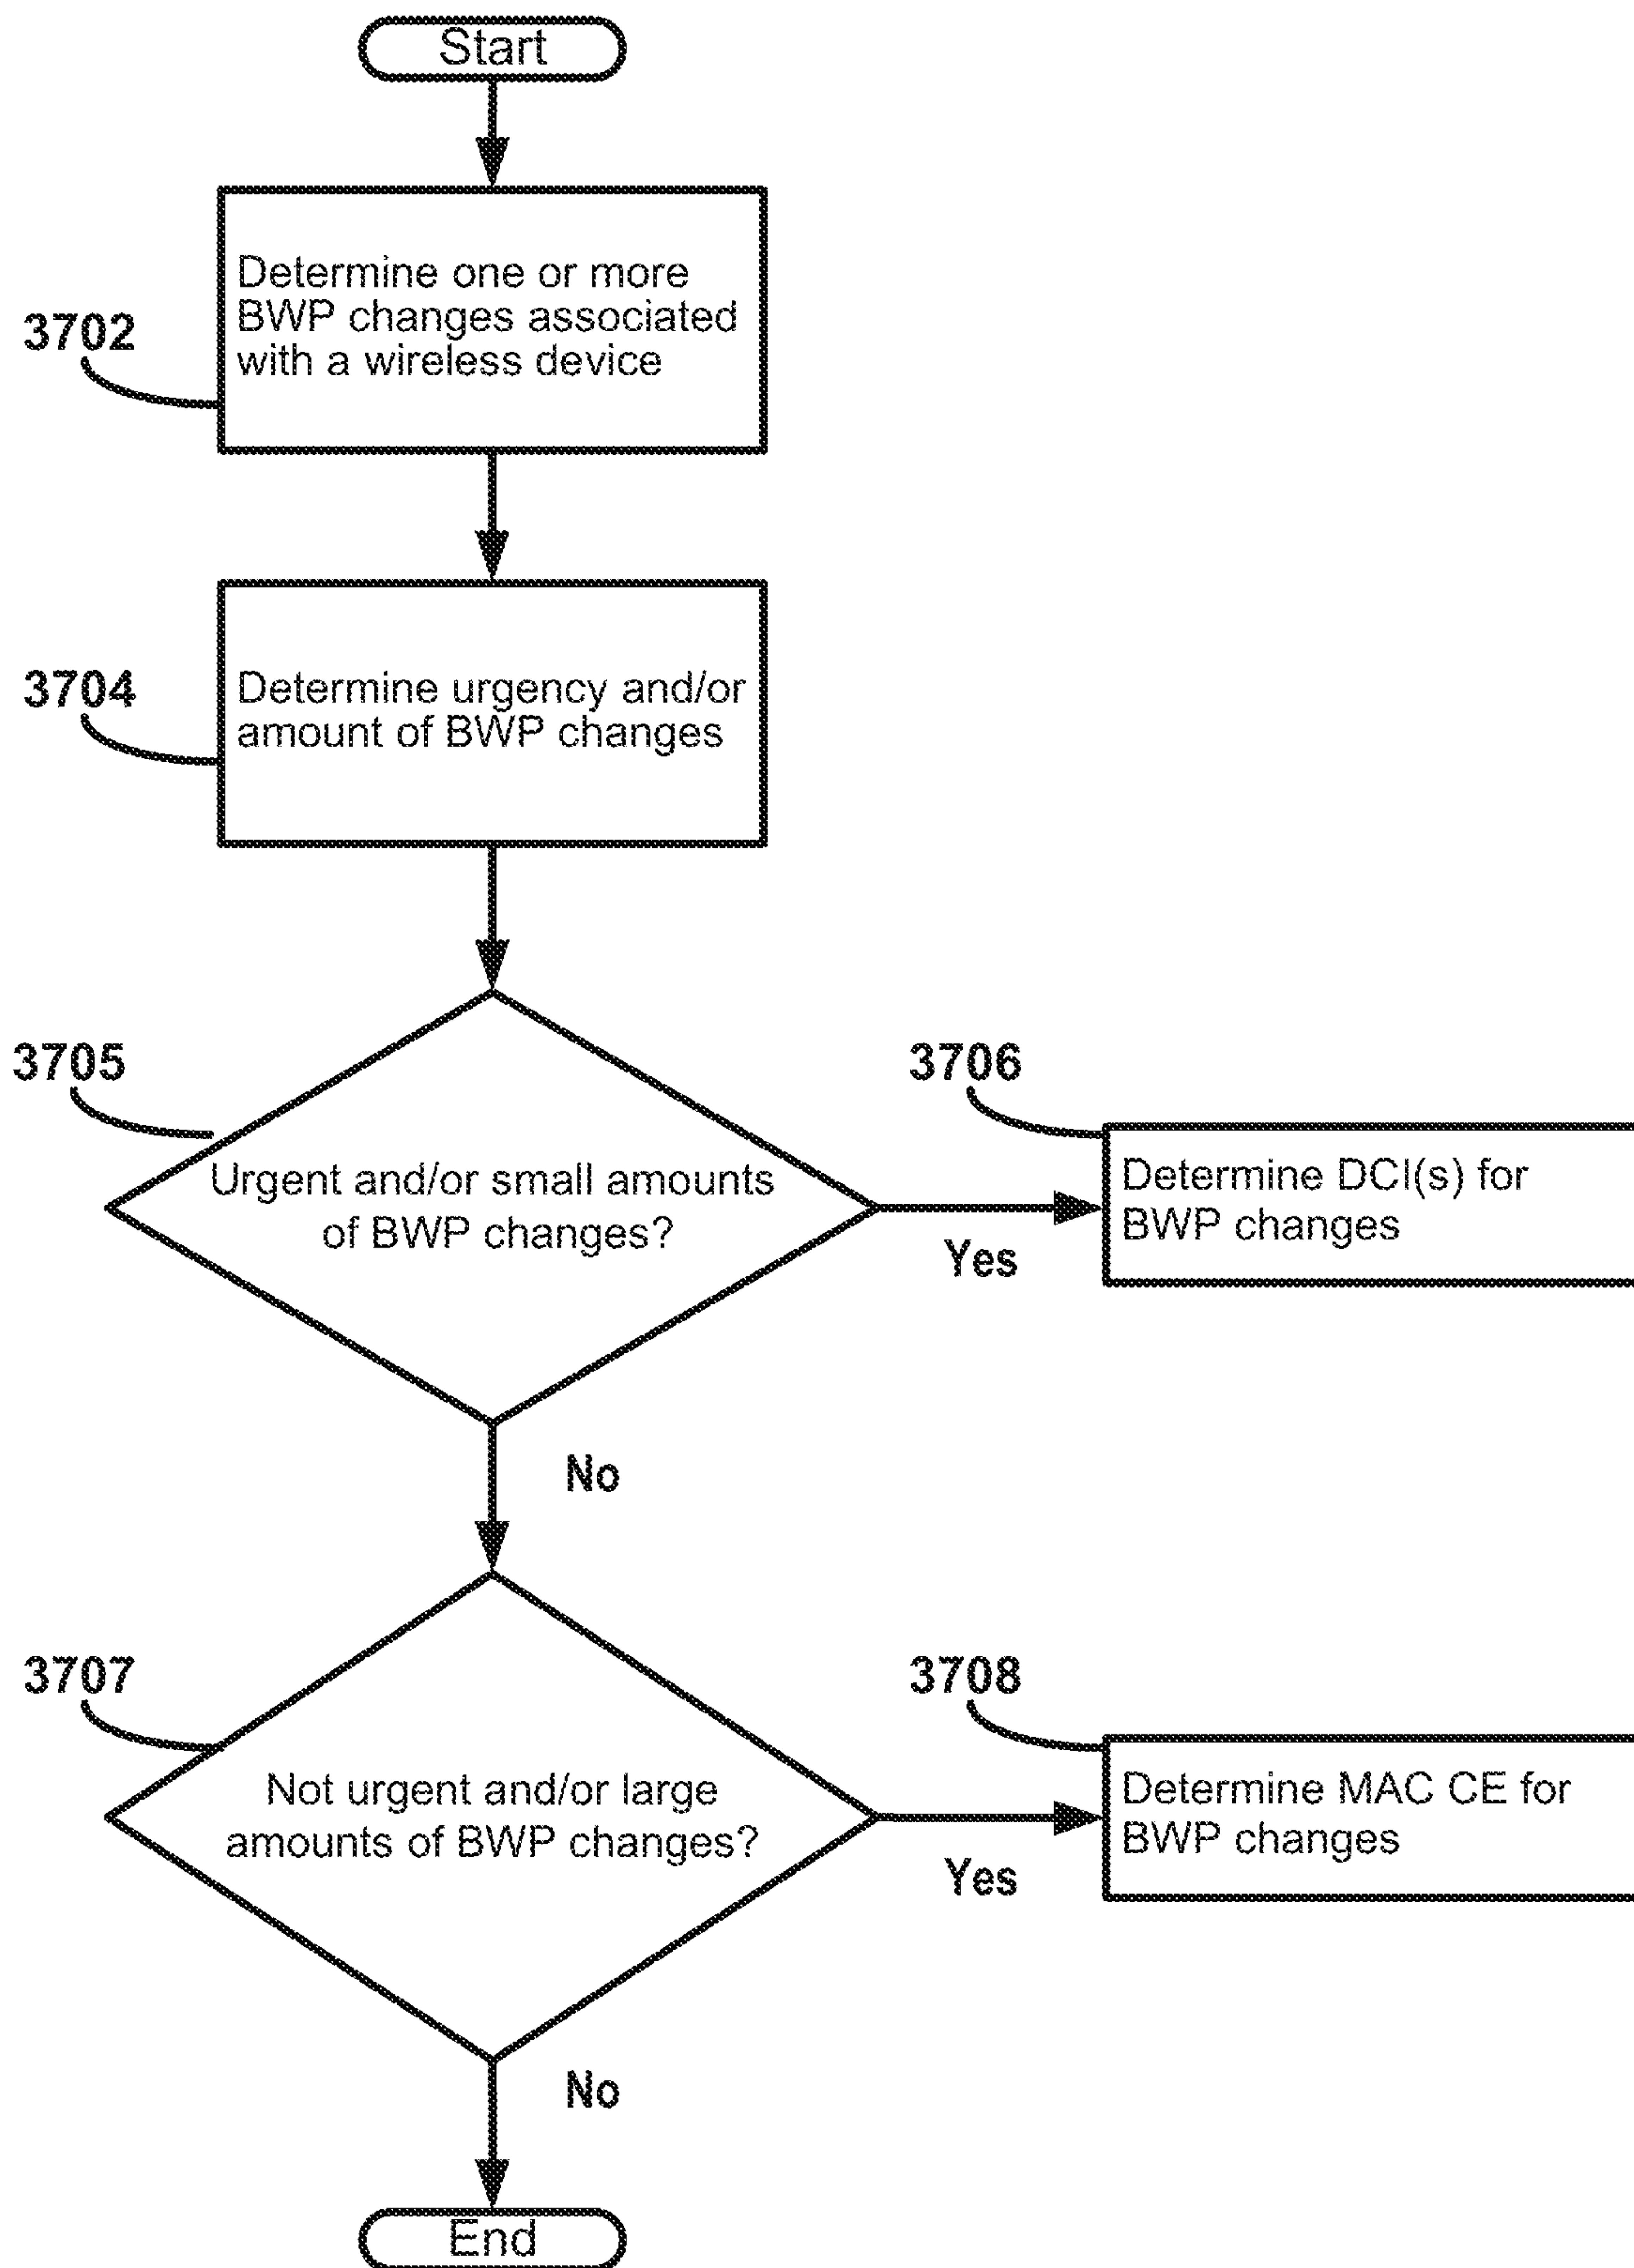 Start
3702
Determine one or more
BWP changes associated
with a wireless device
3704
Determine urgency and/or
amount of BWP changes
3705
Urgent and/or small amounts
of BWP changes?
Yes
3706
Determine DCI(s) for
BWP changes
No
3707
Not urgent and/or large
amounts of BWP changes?
Yes
3708
Determine MAC CE for
BWP changes
No
End